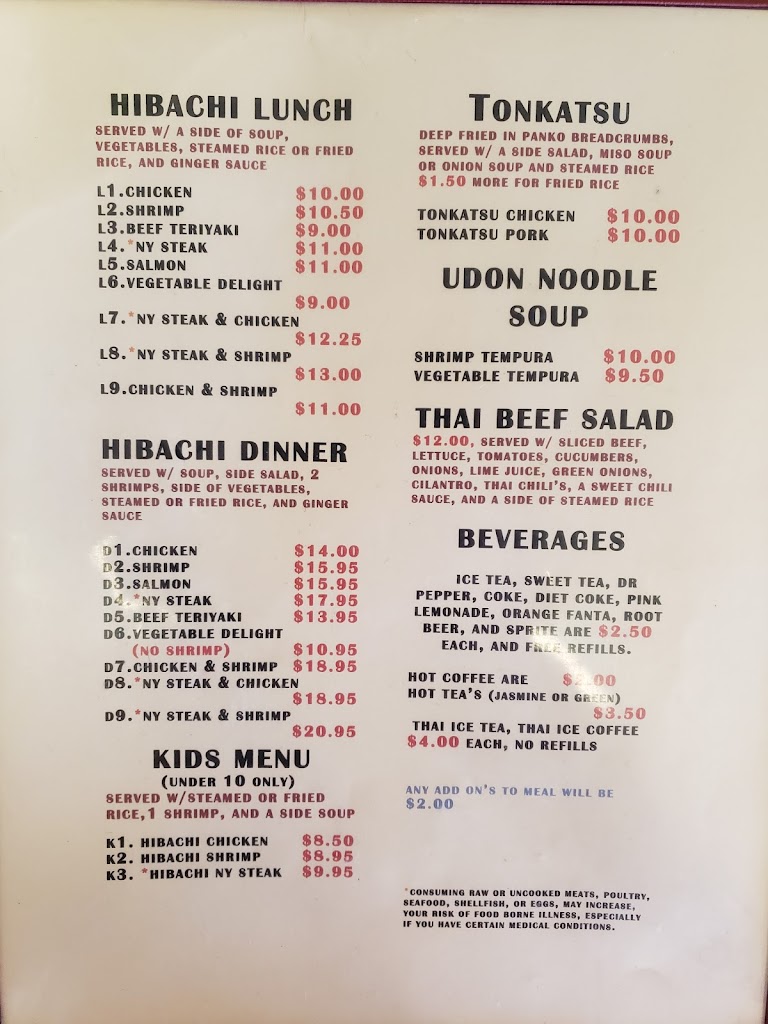 HIBACHI LUNCH
SERVED W/ A SIDE OF SOUP,
VEGETABLES, STEAMED RICE OR FRIED
RICE, AND GINGER SAUCE
L1.CHICKEN $10.00
L2.SHRIMP $10.50
L3.BEEF TERIYAKI $9.00
L4.*NY STEAK $11.00
L5.SALMON $11.00
L6.VEGETABLE DELIGHT
$9.00
L7.*NY STEAK & CHICKEN
$12.25
L8.*NY STEAK & SHRIMP
$13.00
L9.CHICKEN & SHRIMP
$11.00
HIBACHI DINNER
SERVED W/ SOUP, SIDE SALAD, 2
SHRIMPS, SIDE OF VEGETABLES,
STEAMED OR FRIED RICE, AND GINGER
SAUCE
D1.CHICKEN $14.00
D2.SHRIMP $15.95
D3.SALMON $15.95
D4.*NY STEAK $17.95
D5.BEEF TERIYAKI $13.95
D6.VEGETABLE DELIGHT
(NO SHRIMP) $10.95
D7.CHICKEN & SHRIMP $18.95
D8.*NY STEAK & CHICKEN
$18.95
D9.*NY STEAK & SHRIMP
$20.95
KIDS MENU
(UNDER 10 ONLY)
SERVED W/STEAMED OR FRIED
RICE,1 SHRIMP, AND A SIDE SOUP
K1. HIBACHI CHICKEN $8.50
K2. HIBACHI SHRIMP $8.95
K3. *HIBACHI NY STEAK $9.95
TONKATSU
DEEP FRIED IN PANKO BREADCRUMBS,
SERVED W/ A SIDE SALAD, MISO SOUP
OR ONION SOUP AND STEAMED RICE
$1.50 MORE FOR FRIED RICE
TONKATSU CHICKEN $10.00
TONKATSU PORK $10.00
UDON NOODLE
SOUP
SHRIMP TEMPURA $10.00
VEGETABLE TEMPURA $9.50
THAI BEEF SALAD
$12.00, SERVED W/ SLICED BEEF,
LETTUCE, TOMATOES, CUCUMBERS,
ONIONS, LIME JUICE, GREEN ONIONS,
CILANTRO, THAI CHILI'S, A SWEET CHILI
SAUCE, AND A SIDE OF STEAMED RICE
BEVERAGES
ICE TEA, SWEET TEA, DR
PEPPER, COKE, DIET COKE, PINK
LEMONADE, ORANGE FANTA, ROOT
BEER, AND SPRITE ARE $2.50
EACH, AND FREE REFILLS.
HOT COFFEE ARE
HOT TEA'S (JASMINE OR GREEN)
$3.50
THAI ICE TEA, THAI ICE COFFEE
$4.00 EACH, NO REFILLS
ANY ADD ON'S TO MEAL WILL BE
$2.00
*CONSUMING RAW OR UNCOOKED MEATS, POULTRY,
SEAFOOD, SHELLFISH, OR EGGS, MAY INCREASE,
YOUR RISK OF FOOD BORNE ILLNESS, ESPECIALLY
IF YOU HAVE CERTAIN MEDICAL CONDITIONS.